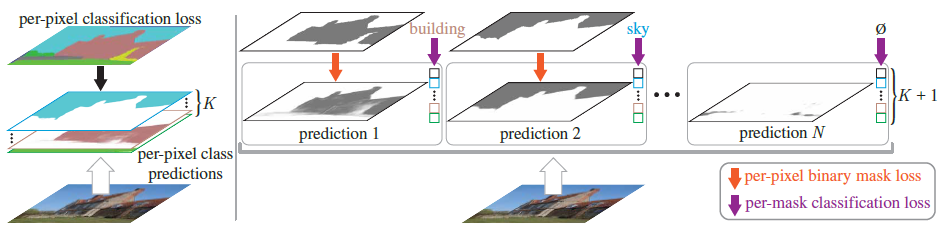 per-pixel classification loss
K
per-pixel class
predictions
building
sky
ø
prediction 1
prediction 2
prediction N
K + 1
per-pixel binary mask loss
per-mask classification loss